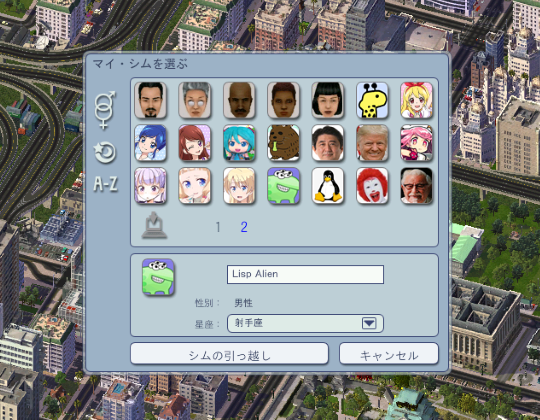 マイ・シムを選ぶ
A-Z
1 2
Lisp Alien
性別： 男性
星座： 射手座
シムの引っ越し キャンセル